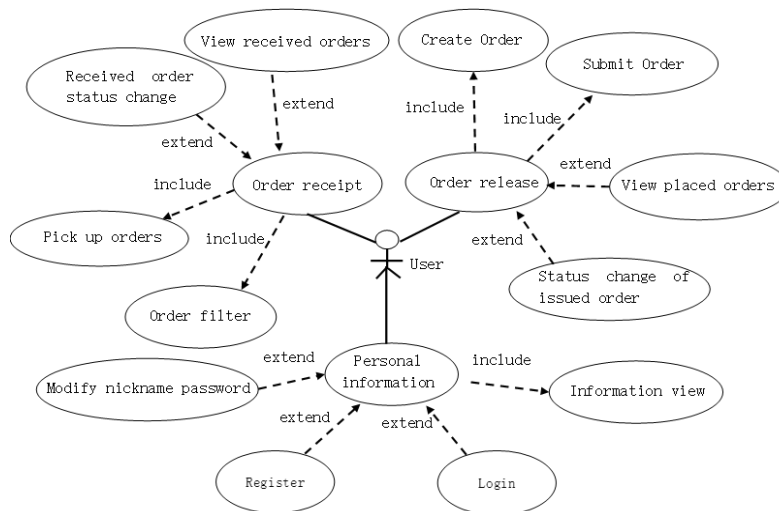 View received orders
Create Order
Received order
status change
Submit Order
extend
include
extend
include
include
extend
Order receipt
Order release
View placed orders
Pick up orders
include
extend
User
Status change of
issued order
Order filter
extend
Personal
information
include
Modify nickname password
Information view
extend
extend
Register
Login